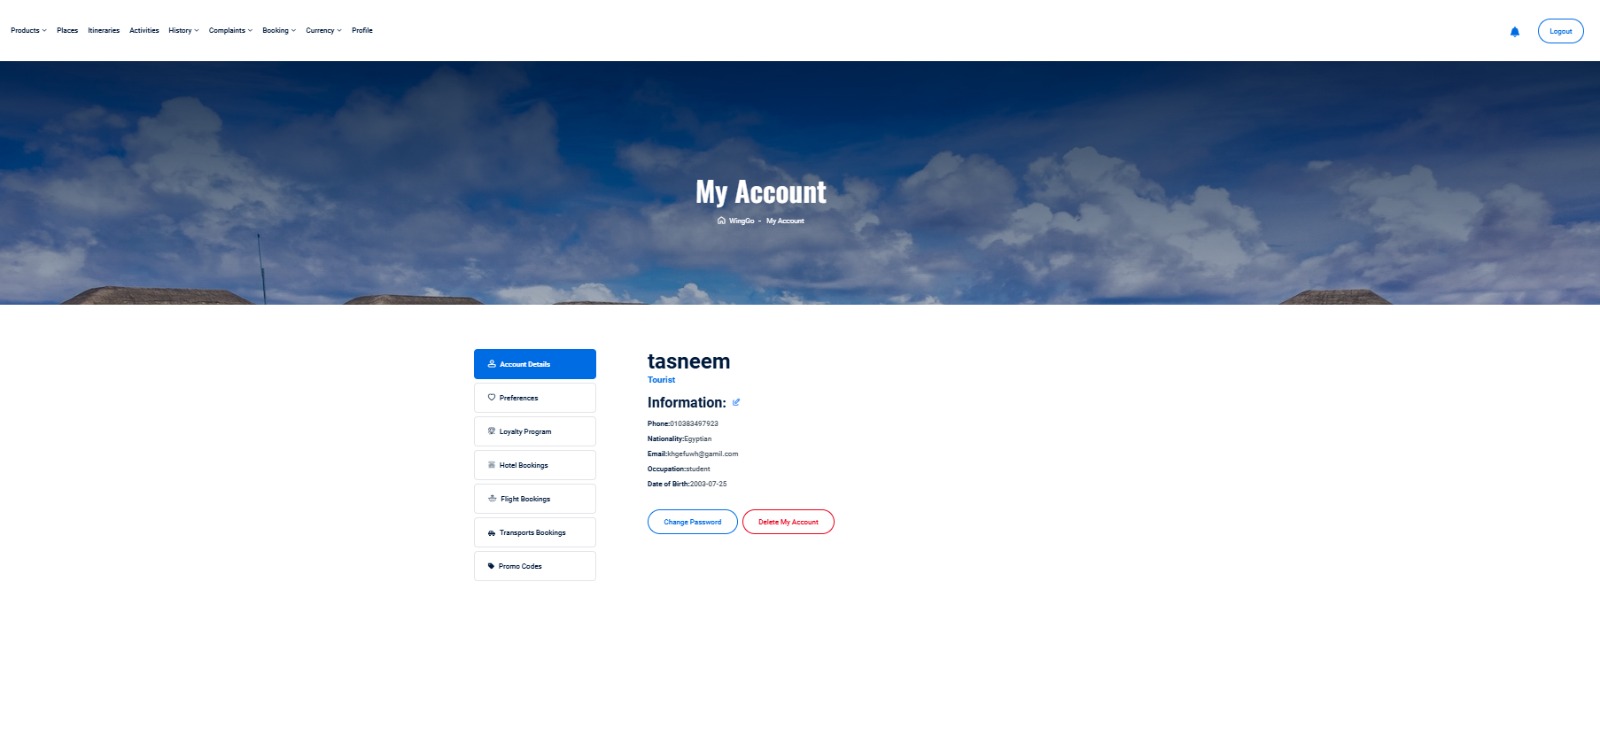 Products Places Itineraries Activities History Complaints Booking Currency Profile
Logout
My Account
WingGo - My Account
Account Details
Preferences
Loyalty Program
Hotel Bookings
Flight Bookings
Transports Bookings
Promo Codes
tasneem
Tourist
Information:
Phone:010383497923
Nationality:Egyptian
Email:khgefuwh@gamil.com
Occupation:student
Date of Birth:2003-07-25
Change Password Delete My Account